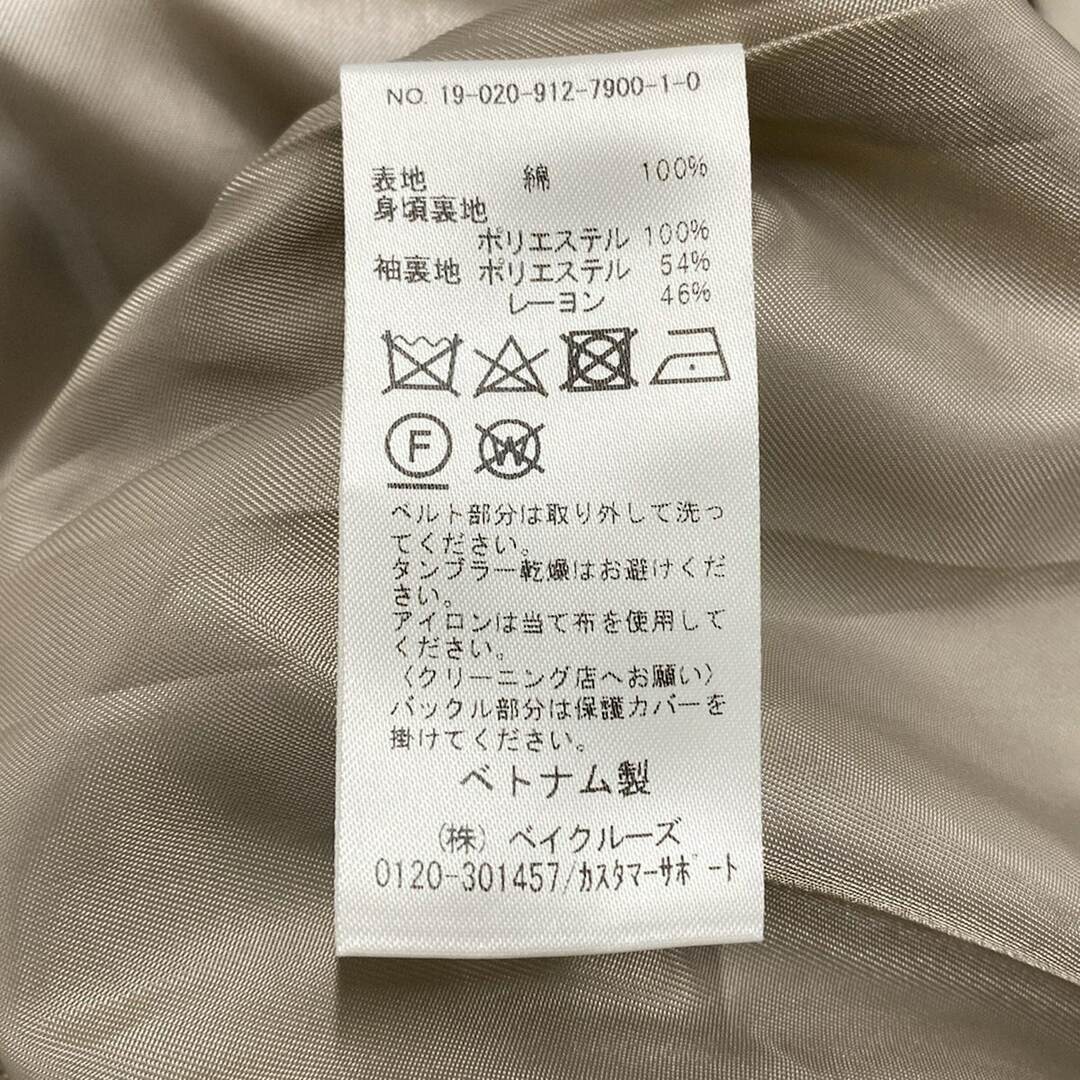 NO. 19-020-912-7900-1-0
表地 綿 100%
身頃裏地
ポリエステル 100%
袖裏地 ポリエステル 54%
レーヨン 46%
F W
ベルト部分は取り外して洗っ
てください。
タンブラー乾燥はお避けくだ
さい。
アイロンは当て布を使用して
ください。
〈クリーニング店へお願い〉
バックル部分は保護カバーを
掛けてください。
ベトナム製
(株) ベイクルーズ
0120-301457/ｶｽﾀﾏｰｻﾎﾟｰﾄ